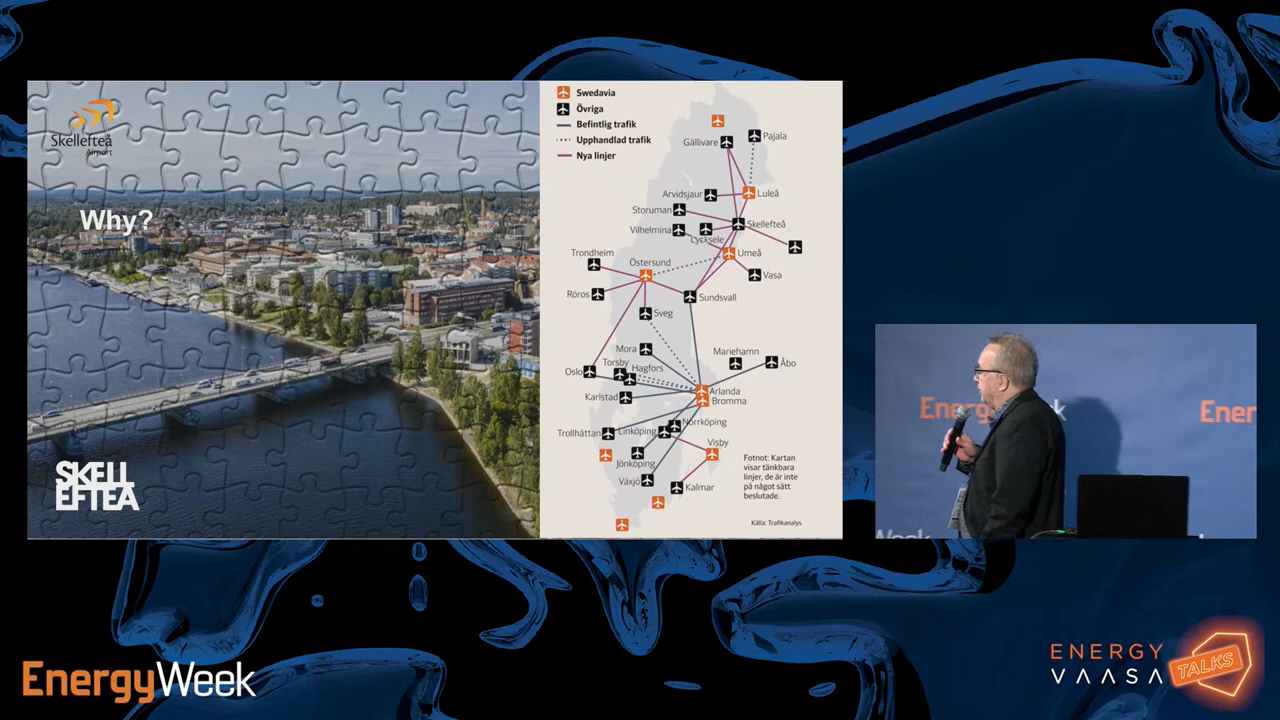 Skellefteå
Airport
Why?
SKELL
EFTEA
Swedavia
Övriga
Befintlig trafik
Upphandlad trafik
Nya linjer
Pajala
Gällivare
Arvidsjaur
Luleå
Storuman
Skellefteå
Vilhelmina
Lycksele
Trondheim
Östersund
Umeå
Vasa
Röros
Sundsvall
Sveg
Mora
Mariehamn
Torsby
Hagfors
Åbo
Oslo
Arlanda
Karlstad
Bromma
Norrköping
Trollhättan
Linköping
Visby
Jönköping
Växjö
Kalmar
Fotnot: Kartan
visar tänkbara
linjer, de är inte
på något sätt
beslutade.
Källa: Trafikanalys
Energy
k
Ener
Week
EnergyWeek
ENERGY
VAASA
TALKS